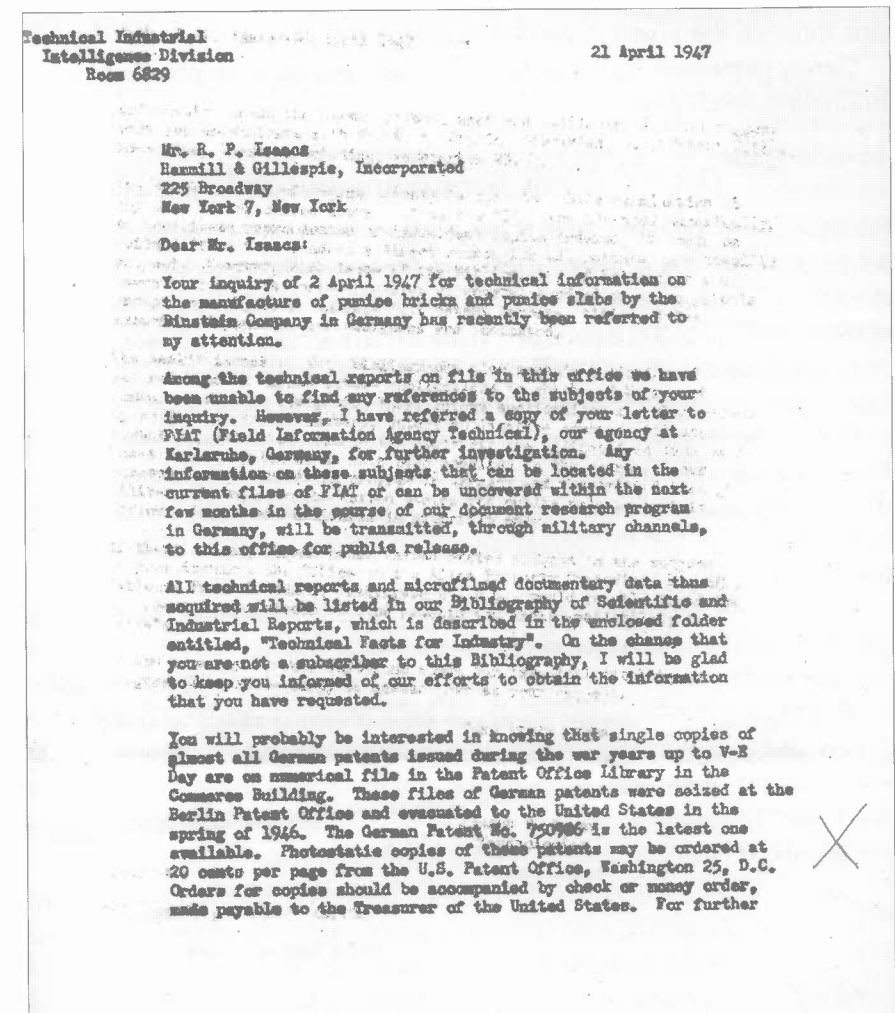 Technical Industrial
Intelligence Division
Room 6829
21 April 1947
Mr. R. P. Isaacs
Hammill & Gillespie, Incorporated
225 Broadway
New York 7, New York
Dear Mr. Isaacs:
Your inquiry of 2 April 1947 for technical information on
the manufacture of pumice bricks and pumice slabs by the
Binstein Company in Germany has recently been referred to
my attention.
Among the technical reports on file in this office we have
been unable to find any references to the subjects of your
inquiry. However, I have referred a copy of your letter to
FIAT (Field Information Agency Technical), our agency at
Karlsruhe, Germany, for further investigation. Any
information on these subjects that can be located in the
current files of FIAT or can be uncovered within the next
few months in the course of our document research program
in Germany, will be transmitted, through military channels,
to this office for public release.
All technical reports and microfilmed documentary data thus
acquired will be listed in our Bibliography of Scientific and
Industrial Reports, which is described in the enclosed folder
entitled, "Technical Facts for Industry". On the chance that
you are not a subscriber to this Bibliography, I will be glad
to keep you informed of our efforts to obtain the information
that you have requested.
You will probably be interested in knowing that single copies of
almost all German patents issued during the war years up to V-E
Day are on numerical file in the Patent Office Library in the
Commerce Building. These files of German patents were seized at the
Berlin Patent Office and evacuated to the United States in the
spring of 1946. The German Patent No. 750986 is the latest one
available. Photostatic copies of these patents may be ordered at
20 cents per page from the U.S. Patent Office, Washington 25, D.C.
Orders for copies should be accompanied by check or money order,
made payable to the Treasurer of the United States. For further